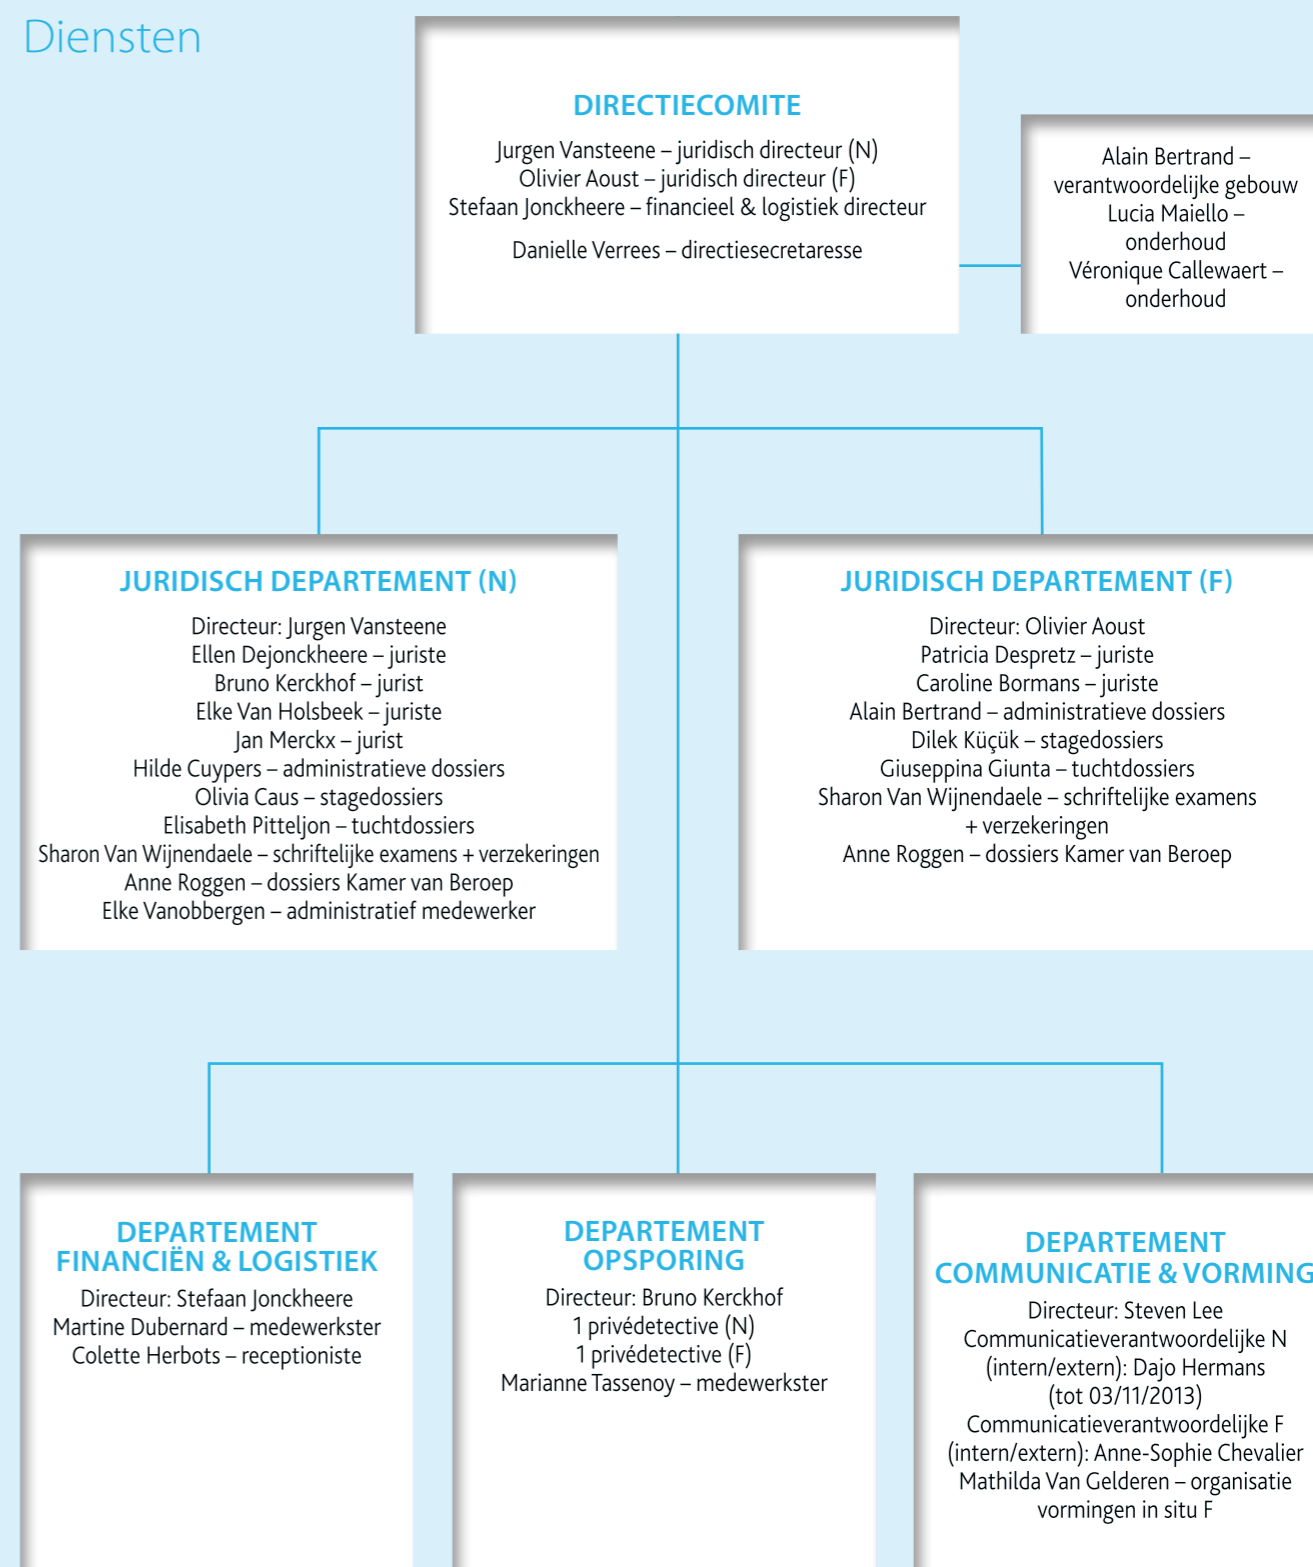 Diensten
DIRECTIECOMITE
Jurgen Vansteene – juridisch directeur (N)
Olivier Aoust – juridisch directeur (F)
Stefaan Jonckheere – financieel & logistiek directeur
Danielle Verrees – directiesecretaresse
Alain Bertrand –
verantwoordelijke gebouw
Lucia Maiello –
onderhoud
Véronique Callewaert –
onderhoud
JURIDISCH DEPARTEMENT (N)
Directeur: Jurgen Vansteene
Ellen Dejonckheere – juriste
Bruno Kerckhof – jurist
Elke Van Holsbeek – juriste
Jan Merckx – jurist
Hilde Cuypers – administratieve dossiers
Olivia Caus – stagedossiers
Elisabeth Pitteljon – tuchtdossiers
Sharon Van Wijnendaele – schriftelijke examens + verzekeringen
Anne Roggen – dossiers Kamer van Beroep
Elke Vanobbergen – administratief medewerker
JURIDISCH DEPARTEMENT (F)
Directeur: Olivier Aoust
Patricia Despretz – juriste
Caroline Bormans – juriste
Alain Bertrand – administratieve dossiers
Dilek Küçük – stagedossiers
Giuseppina Giunta – tuchtdossiers
Sharon Van Wijnendaele – schriftelijke examens
+ verzekeringen
Anne Roggen – dossiers Kamer van Beroep
DEPARTEMENT
FINANCIËN & LOGISTIEK
Directeur: Stefaan Jonckheere
Martine Dubernard – medewerkster
Colette Herbots – receptioniste
DEPARTEMENT
OPSPORING
Directeur: Bruno Kerckhof
1 privédetective (N)
1 privédetective (F)
Marianne Tassenoy – medewerkster
DEPARTEMENT
COMMUNICATIE & VORMING
Directeur: Steven Lee
Communicatieverantwoordelijke N
(intern/extern): Dajo Hermans
(tot 03/11/2013)
Communicatieverantwoordelijke F
(intern/extern): Anne-Sophie Chevalier
Mathilda Van Gelderen – organisatie
vormingen in situ F